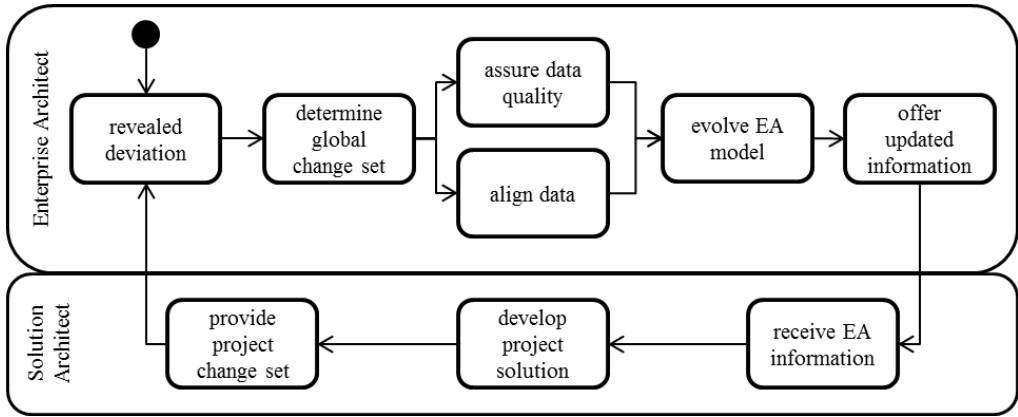 Enterprise Architect
revealed
deviation
determine
global
change set
assure data
quality
align data
evolve EA
model
offer
updated
information
Solution
Architect
provide
project
change set
develop
project
solution
receive EA
information